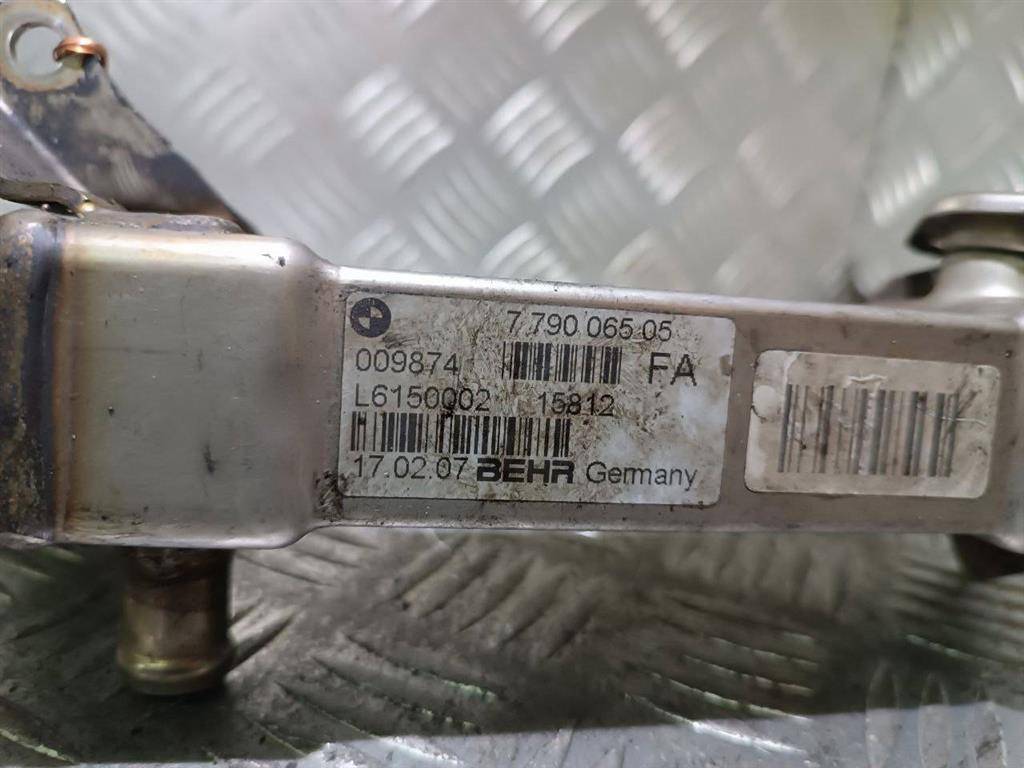 7.790 065.05
009874 FA
L6150002 15812
17.02.07 BEHR Germany